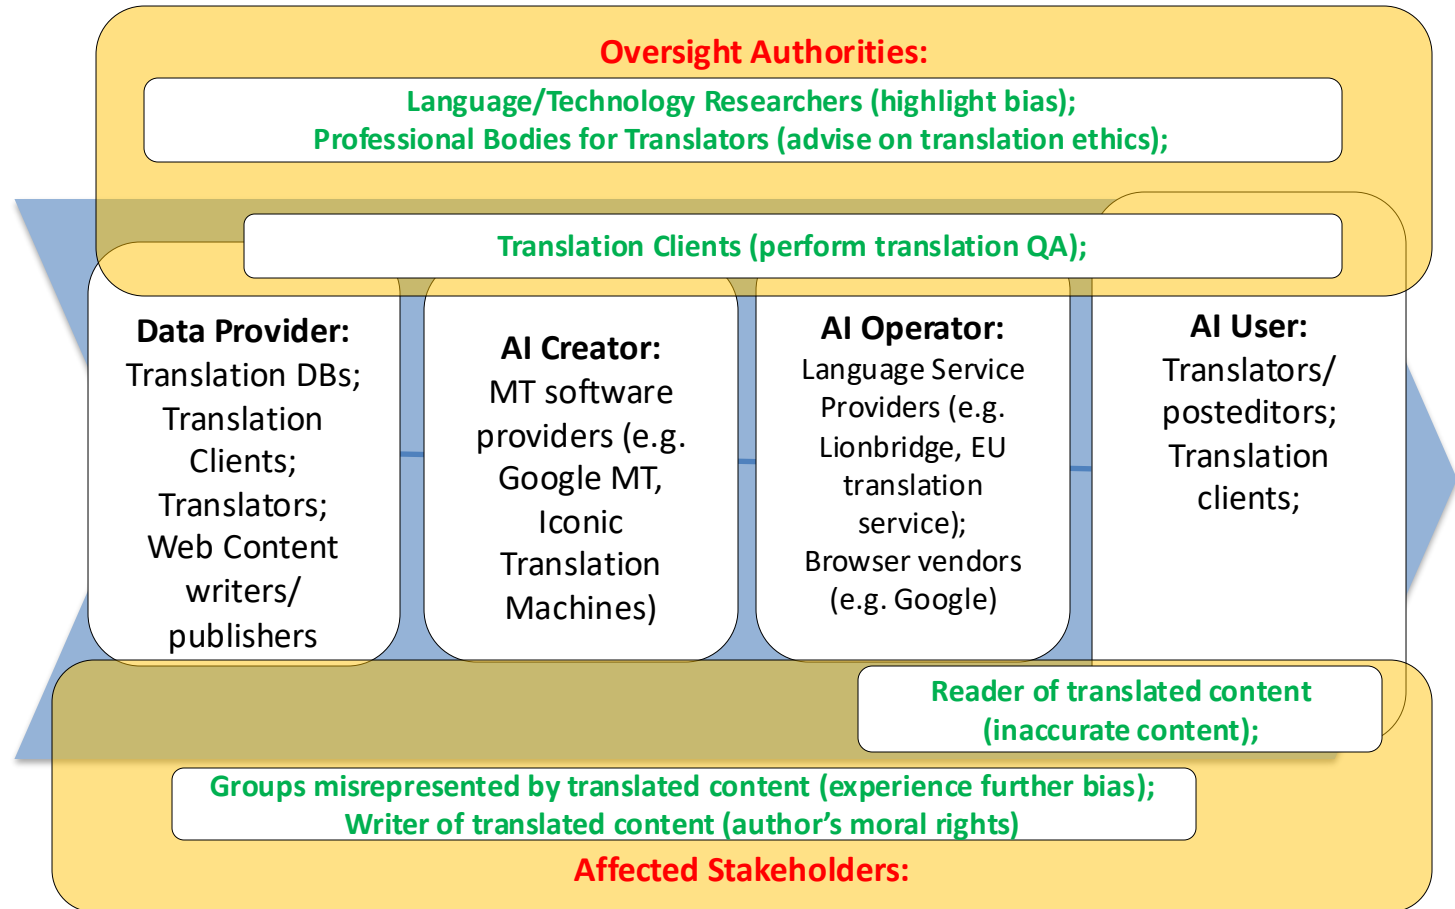 Oversight Authorities:
Language/Technology Researchers (highlight bias);
Professional Bodies for Translators (advise on translation ethics);
Translation Clients (perform translation QA);
Data Provider:
Translation DBs;
Translation
Clients;
Translators;
Web Content
writers/
publishers
AI Creator:
MT software
providers (e.g.
Google MT,
Iconic
Translation
Machines)
AI Operator:
Language Service
Providers (e.g.
Lionbridge, EU
translation
service);
Browser vendors
(e.g. Google)
AI User:
Translators/
posteditors;
Translation
clients;
Reader of translated content
(inaccurate content);
Groups misrepresented by translated content (experience further bias);
Writer of translated content (author’s moral rights)
Affected Stakeholders: